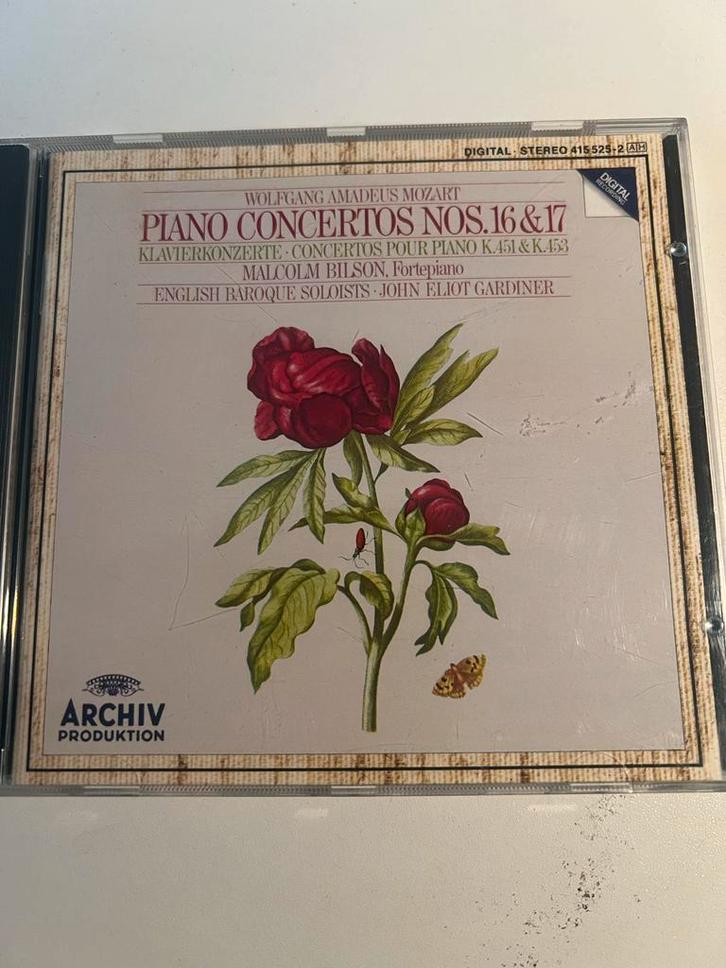 DIGITAL · STEREO 415 525-2 AH
DIGITAL
RECORDING
WOLFGANG AMADEUS MOZART
PIANO CONCERTOS NOS.16 & 17
KLAVIERKONZERTE · CONCERTOS POUR PIANO K.451 & K.453
MALCOLM BILSON, Fortepiano
ENGLISH BAROQUE SOLOISTS · JOHN ELIOT GARDINER
ARCHIV
PRODUKTION